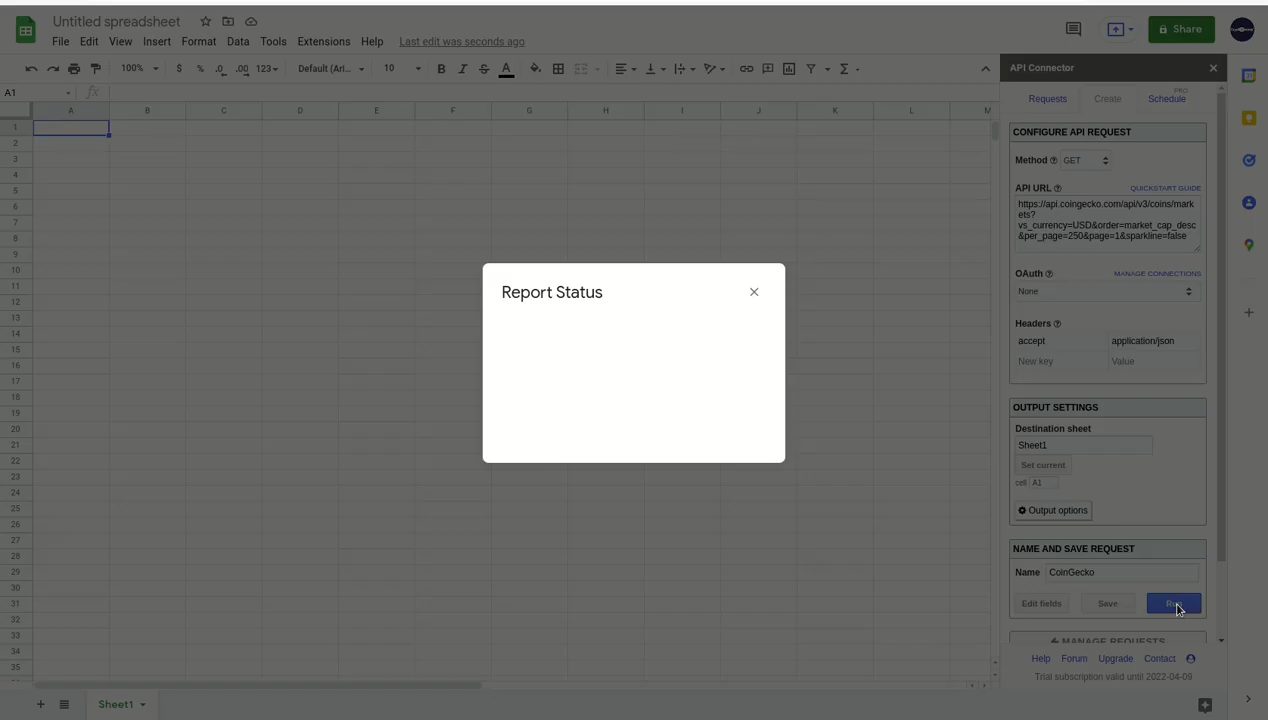 Untitled spreadsheet
File Edit View Insert Format Data Tools Extensions Help Last edit was seconds ago
Share
100% $ % .0 .00 123 Default (Ari... 10 B I S A
A1 fx
A B C D E F G H I J K L M
1
2
3
4
5
6
7
8
9
10
11
12
13
14
15
16
17
18
19
20
21
22
23
24
25
26
27
28
29
30
31
32
33
34
35
Report Status
API Connector
Requests Create PRO Schedule
CONFIGURE API REQUEST
Method GET
API URL QUICKSTART GUIDE
https://api.coingecko.com/api/v3/coins/mark
ets?
vs_currency=USD&order=market_cap_desc
&per_page=250&page=1&sparkline=false
OAuth MANAGE CONNECTIONS
None
Headers
accept application/json
New key Value
OUTPUT SETTINGS
Destination sheet
Sheet1
Set current
cell A1
Output options
NAME AND SAVE REQUEST
Name CoinGecko
Edit fields Save Run
MANAGE REQUESTS
Help Forum Upgrade Contact
Trial subscription valid until 2022-04-09
Sheet1